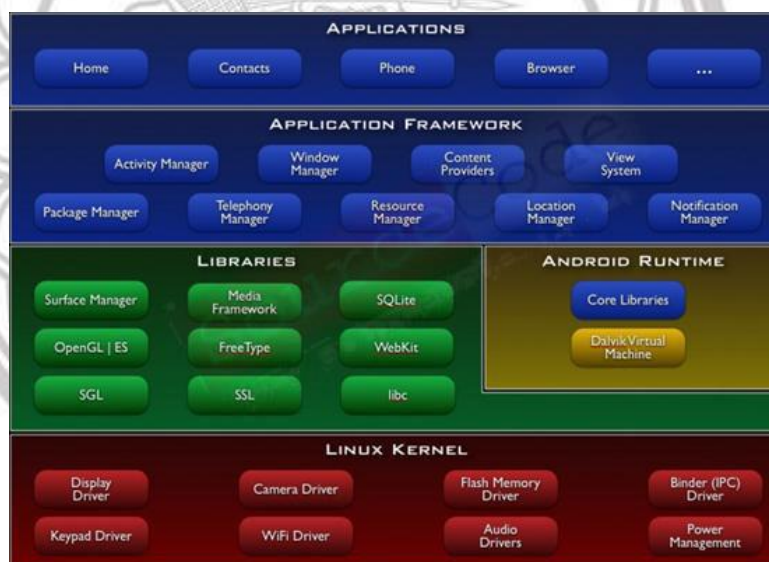 APPLICATIONS
Home
Contacts
Phone
Browser
...
APPLICATION FRAMEWORK
Activity Manager
Window
Manager
Content
Providers
View
System
Package Manager
Telephony
Manager
Resource
Manager
Location
Manager
Notification
Manager
LIBRARIES
Surface Manager
Media
Framework
SQLite
OpenGL | ES
FreeType
WebKit
SGL
SSL
libc
ANDROID RUNTIME
Core Libraries
Dalvik Virtual
Machine
LINUX KERNEL
Display
Driver
Camera Driver
Flash Memory
Driver
Binder (IPC)
Driver
Keypad Driver
WiFi Driver
Audio
Drivers
Power
Management